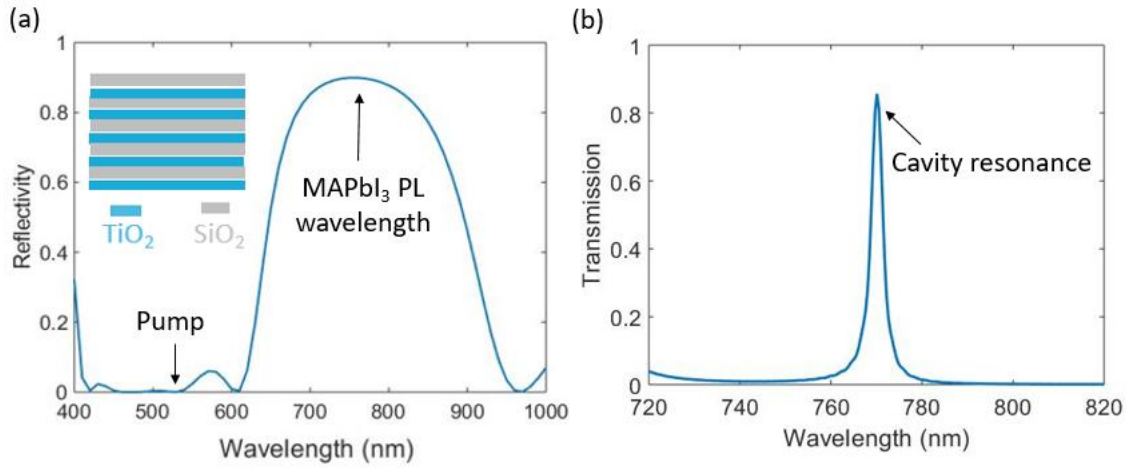 (a)
1
0.8
0.6
0.4
0.2
0
Reflectivity
TiO₂
SiO₂
MAPbI₃ PL
wavelength
Pump
400 500 600 700 800 900 1000
Wavelength (nm)
(b)
1
0.8
0.6
0.4
0.2
0
Transmission
Cavity resonance
720 740 760 780 800 820
Wavelength (nm)